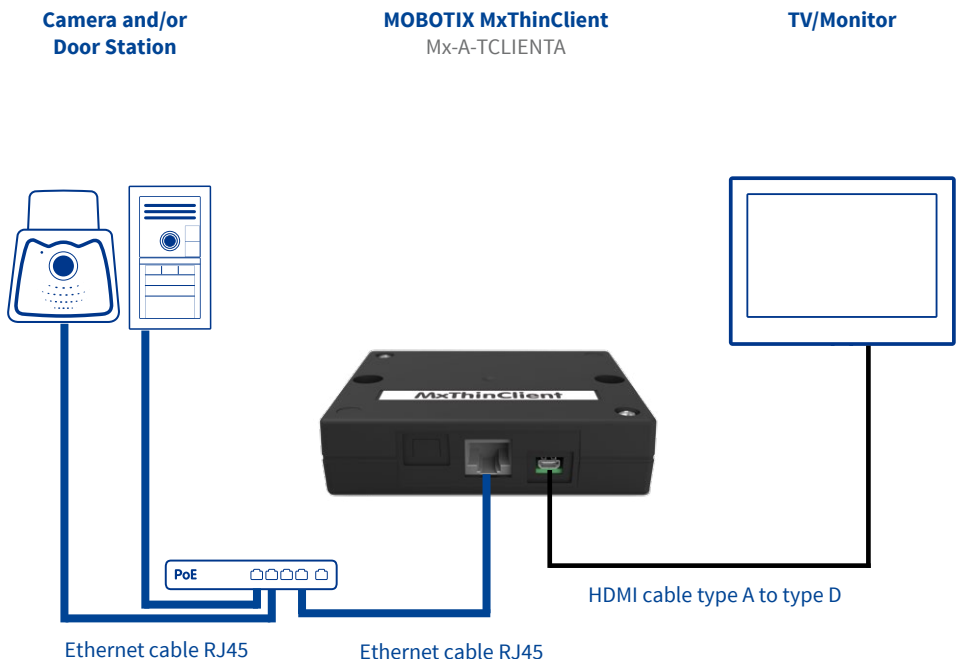 Camera and/or
Door Station
MOBOTIX MxThinClient
Mx-A-TCLIENTA
TV/Monitor
MxThinClient
PoE
HDMI cable type A to type D
Ethernet cable RJ45
Ethernet cable RJ45